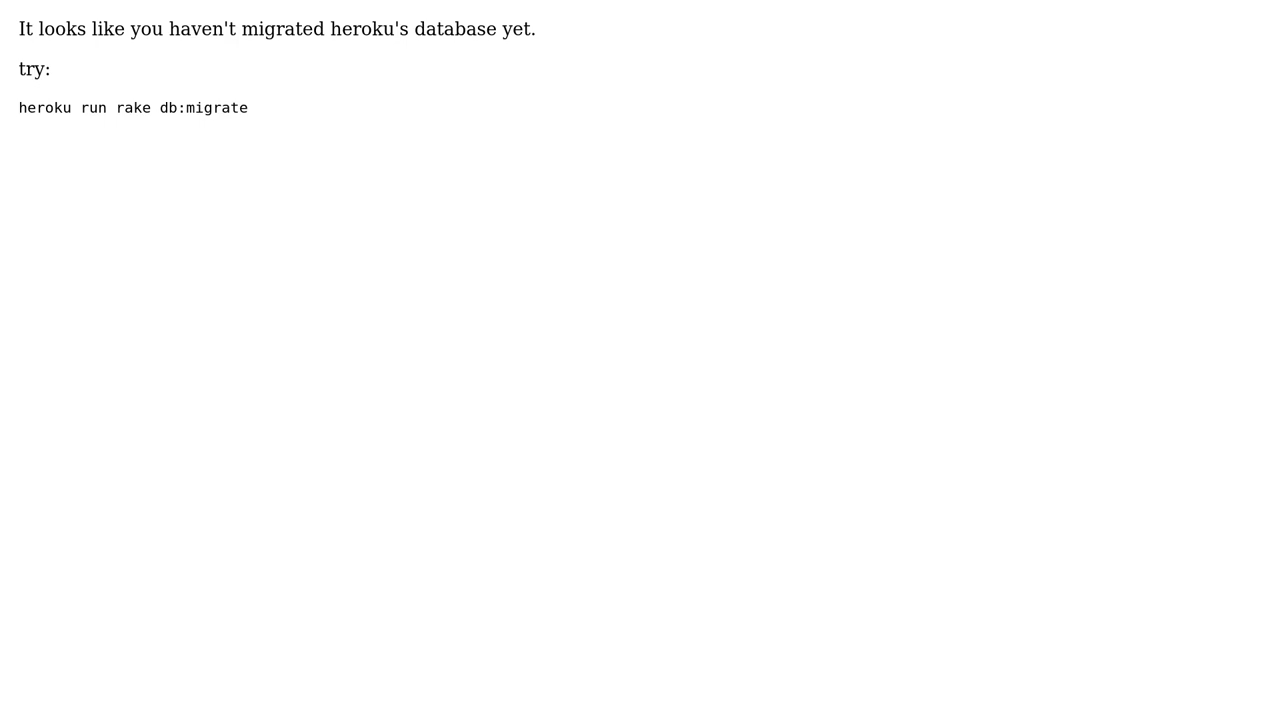 It looks like you haven't migrated heroku's database yet.
try:
heroku run rake db:migrate